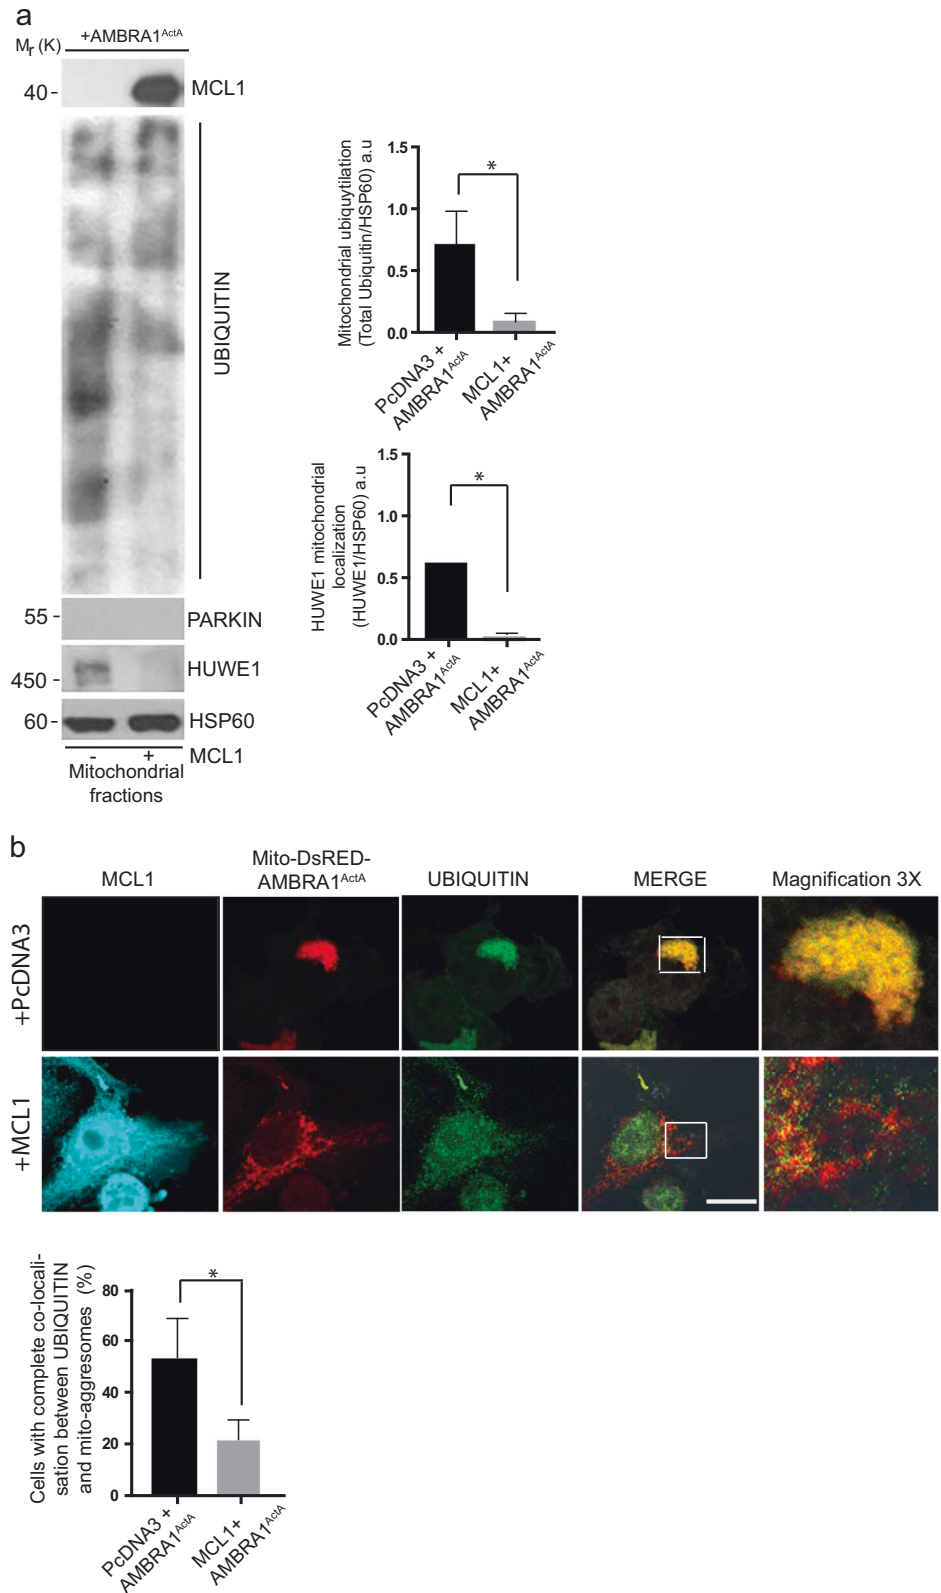 a
Mr (K)
+AMBRA1ActA
40-
MCL1
UBIQUITIN
55 -
PARKIN
450 -
HUWE1
60 -
HSP60
- + MCL1
Mitochondrial
fractions
Mitochondrial ubiquytilation
(Total Ubiquitin/HSP60) a.u
1.5
1.0
0.5
0.0
*
PcDNA3 +
AMBRA1ActA
MCL1+
AMBRA1ActA
HUWE1 mitochondrial
localization
(HUWE1/HSP60) a.u
1.5
1.0
0.5
0.0
*
PcDNA3 +
AMBRA1ActA
MCL1+
AMBRA1ActA
b
MCL1
Mito-DsRED-
AMBRA1ActA
UBIQUITIN
MERGE
Magnification 3X
+PcDNA3
+MCL1
Cells with complete co-locali-
sation between UBIQUITIN
and mito-aggresomes (%)
80
60
40
20
0
*
PcDNA3 +
AMBRA1ActA
MCL1+
AMBRA1ActA